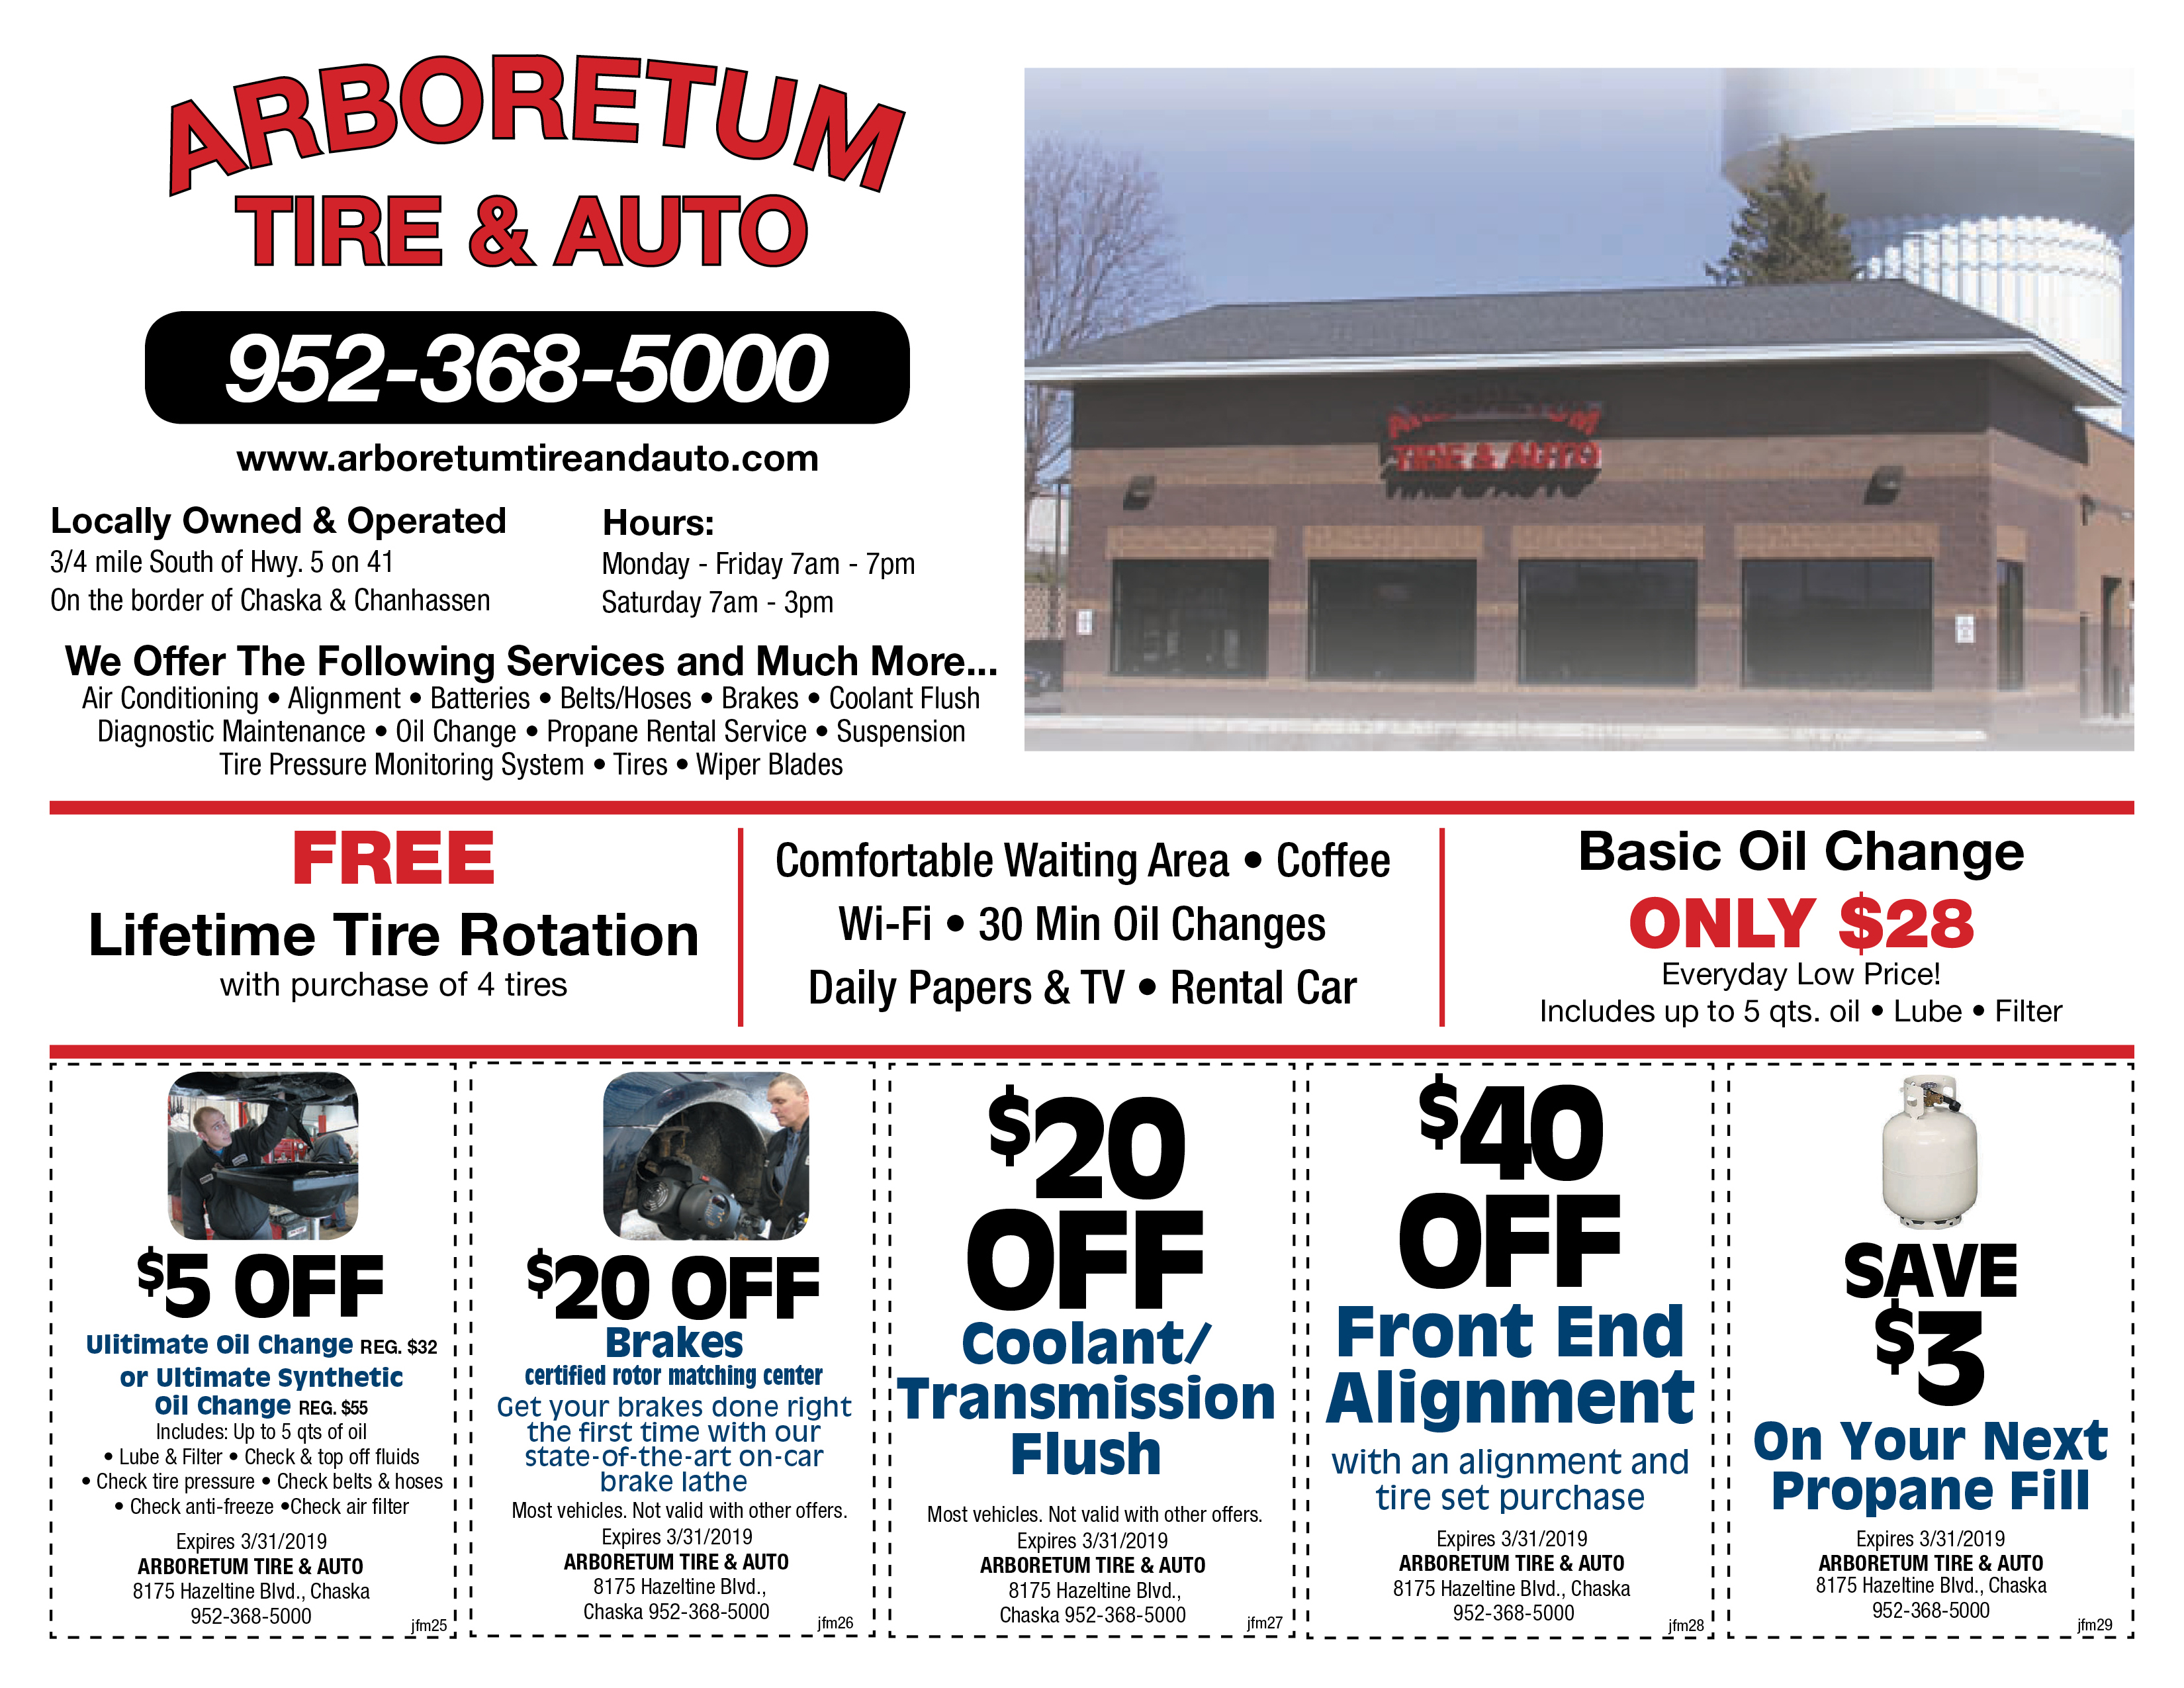 ARBORETUM
TIRE & AUTO
952-368-5000
www.arboretumtireandauto.com
Locally Owned & Operated
3/4 mile South of Hwy. 5 on 41
On the border of Chaska & Chanhassen
Hours:
Monday - Friday 7am - 7pm
Saturday 7am - 3pm
We Offer The Following Services and Much More...
Air Conditioning • Alignment • Batteries • Belts/Hoses • Brakes • Coolant Flush
Diagnostic Maintenance • Oil Change • Propane Rental Service • Suspension
Tire Pressure Monitoring System • Tires • Wiper Blades
ARBORETUM
TIRE & AUTO
FREE
Lifetime Tire Rotation
with purchase of 4 tires
Comfortable Waiting Area • Coffee
Wi-Fi • 30 Min Oil Changes
Daily Papers & TV • Rental Car
Basic Oil Change
ONLY $28
Everyday Low Price!
Includes up to 5 qts. oil • Lube • Filter
$5 OFF
Ulitimate Oil Change REG. $32
or Ultimate Synthetic
Oil Change REG. $55
Includes: Up to 5 qts of oil
• Lube & Filter • Check & top off fluids
• Check tire pressure • Check belts & hoses
• Check anti-freeze •Check air filter
Expires 3/31/2019
ARBORETUM TIRE & AUTO
8175 Hazeltine Blvd., Chaska
952-368-5000
jfm25
$20 OFF
Brakes
certified rotor matching center
Get your brakes done right
the first time with our
state-of-the-art on-car
brake lathe
Most vehicles. Not valid with other offers.
Expires 3/31/2019
ARBORETUM TIRE & AUTO
8175 Hazeltine Blvd.,
Chaska 952-368-5000
jfm26
$20
OFF
Coolant/
Transmission
Flush
Most vehicles. Not valid with other offers.
Expires 3/31/2019
ARBORETUM TIRE & AUTO
8175 Hazeltine Blvd.,
Chaska 952-368-5000
jfm27
$40
OFF
Front End
Alignment
with an alignment and
tire set purchase
Expires 3/31/2019
ARBORETUM TIRE & AUTO
8175 Hazeltine Blvd., Chaska
952-368-5000
jfm28
SAVE
$3
On Your Next
Propane Fill
Expires 3/31/2019
ARBORETUM TIRE & AUTO
8175 Hazeltine Blvd., Chaska
952-368-5000
jfm29